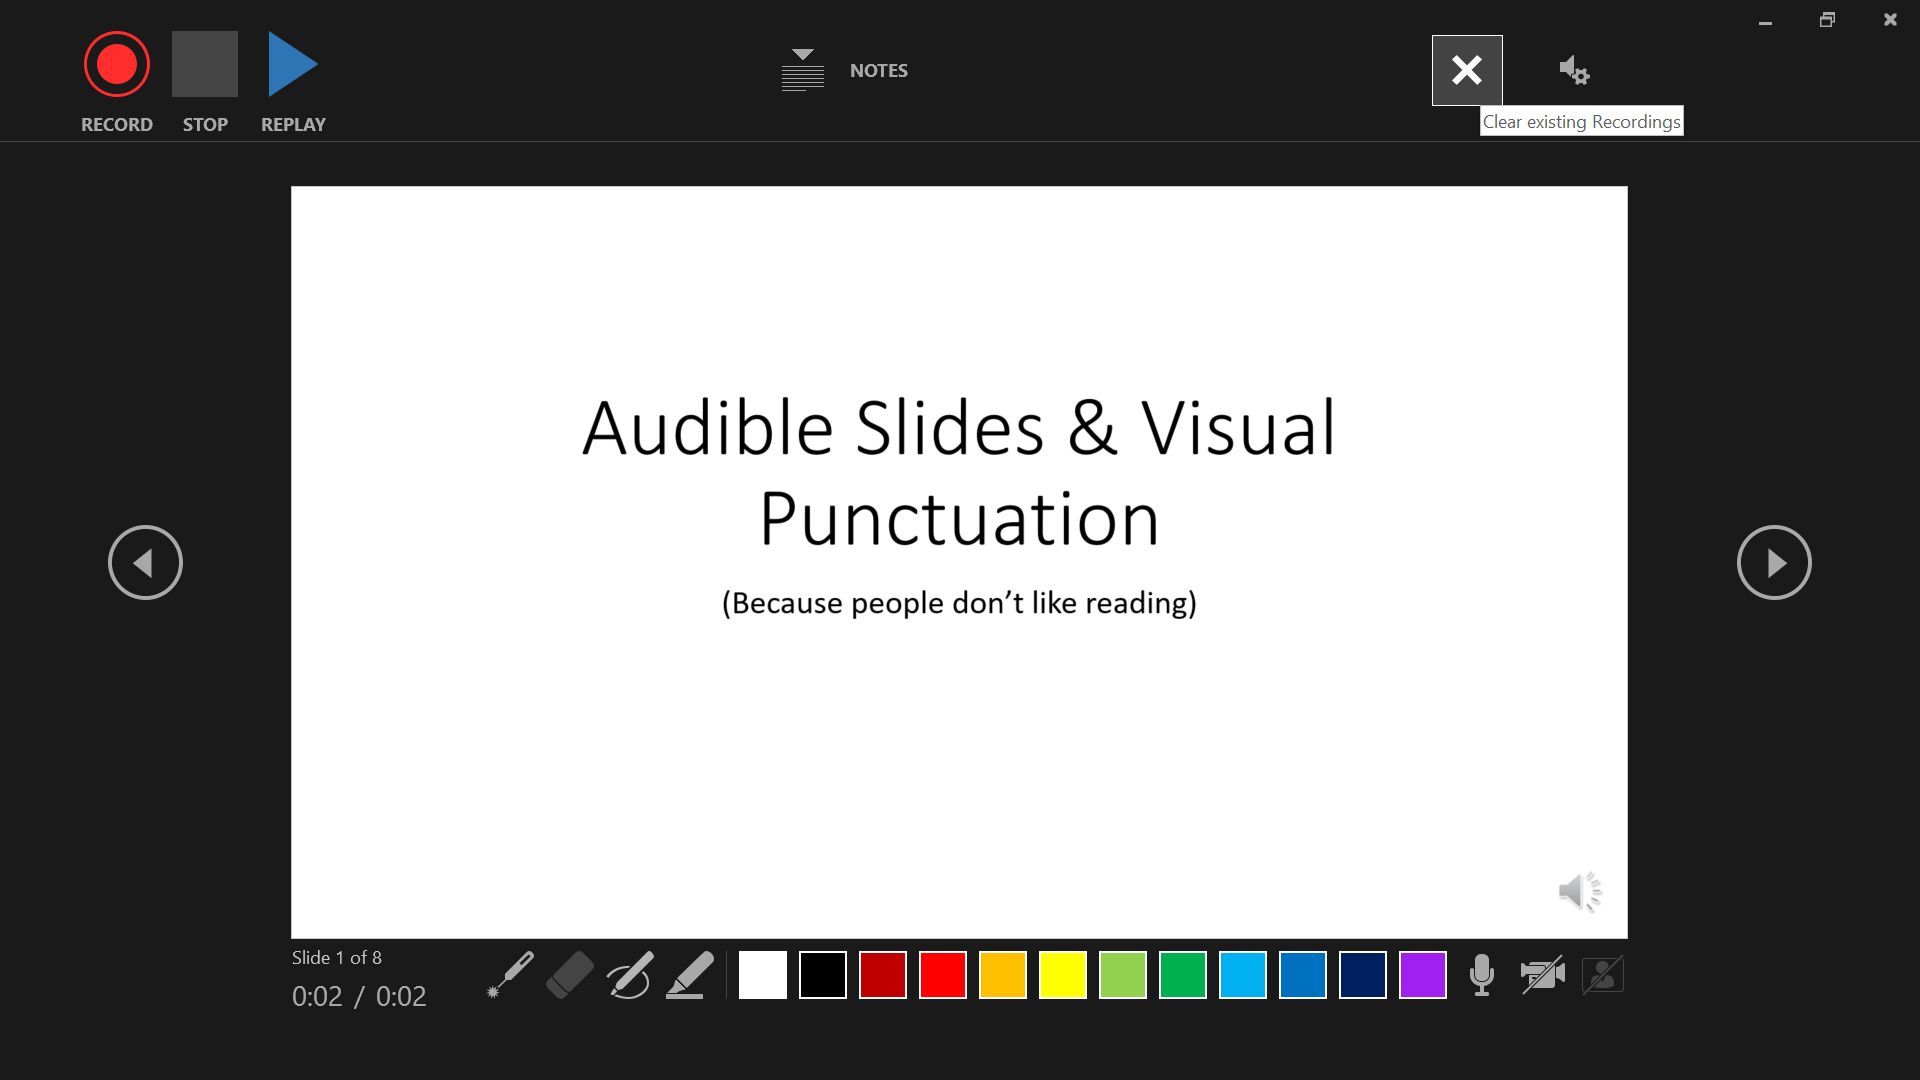 RECORD
STOP
REPLAY
NOTES
Clear existing Recordings
Audible Slides & Visual
Punctuation
(Because people don’t like reading)
Slide 1 of 8
0:02 / 0:02